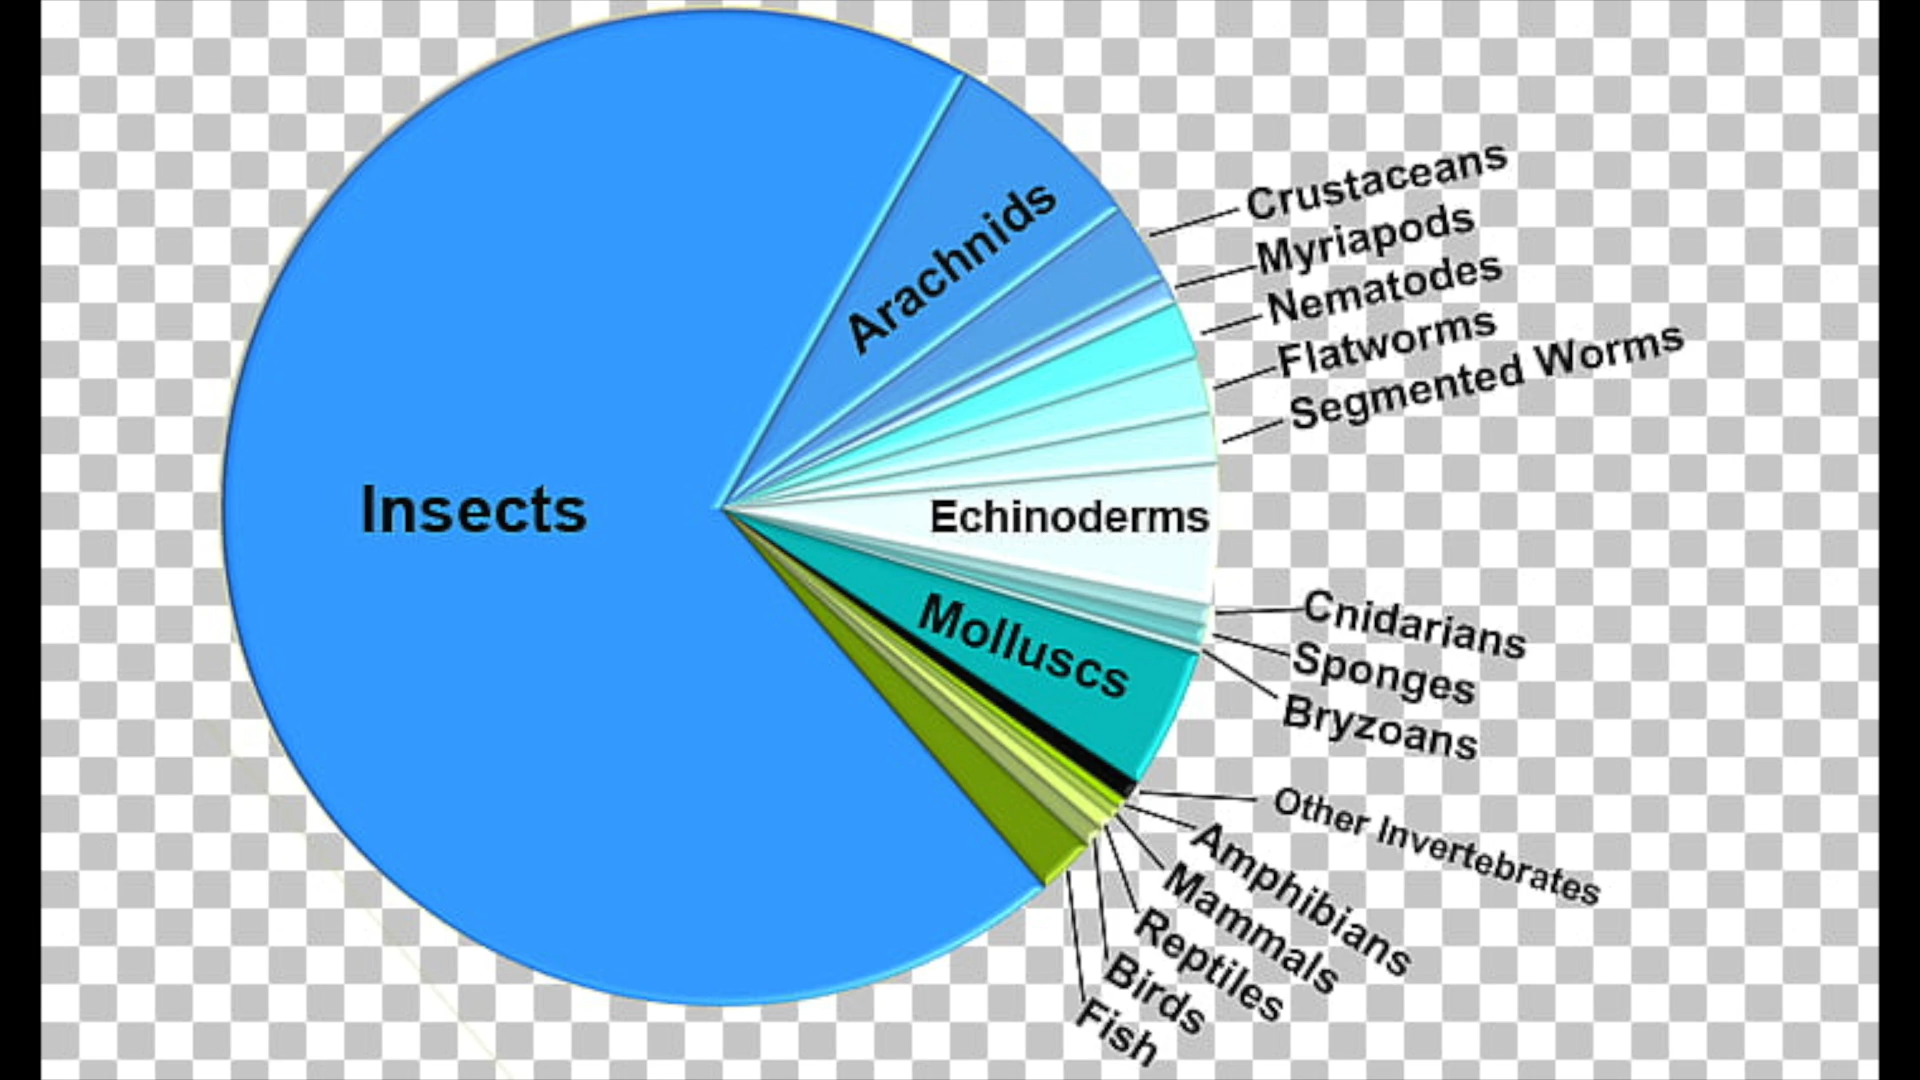 Insects
Arachnids
Crustaceans
Myriapods
Nematodes
Flatworms
Segmented Worms
Echinoderms
Cnidarians
Sponges
Bryzoans
Molluscs
Other Invertebrates
Amphibians
Mammals
Reptiles
Birds
Fish